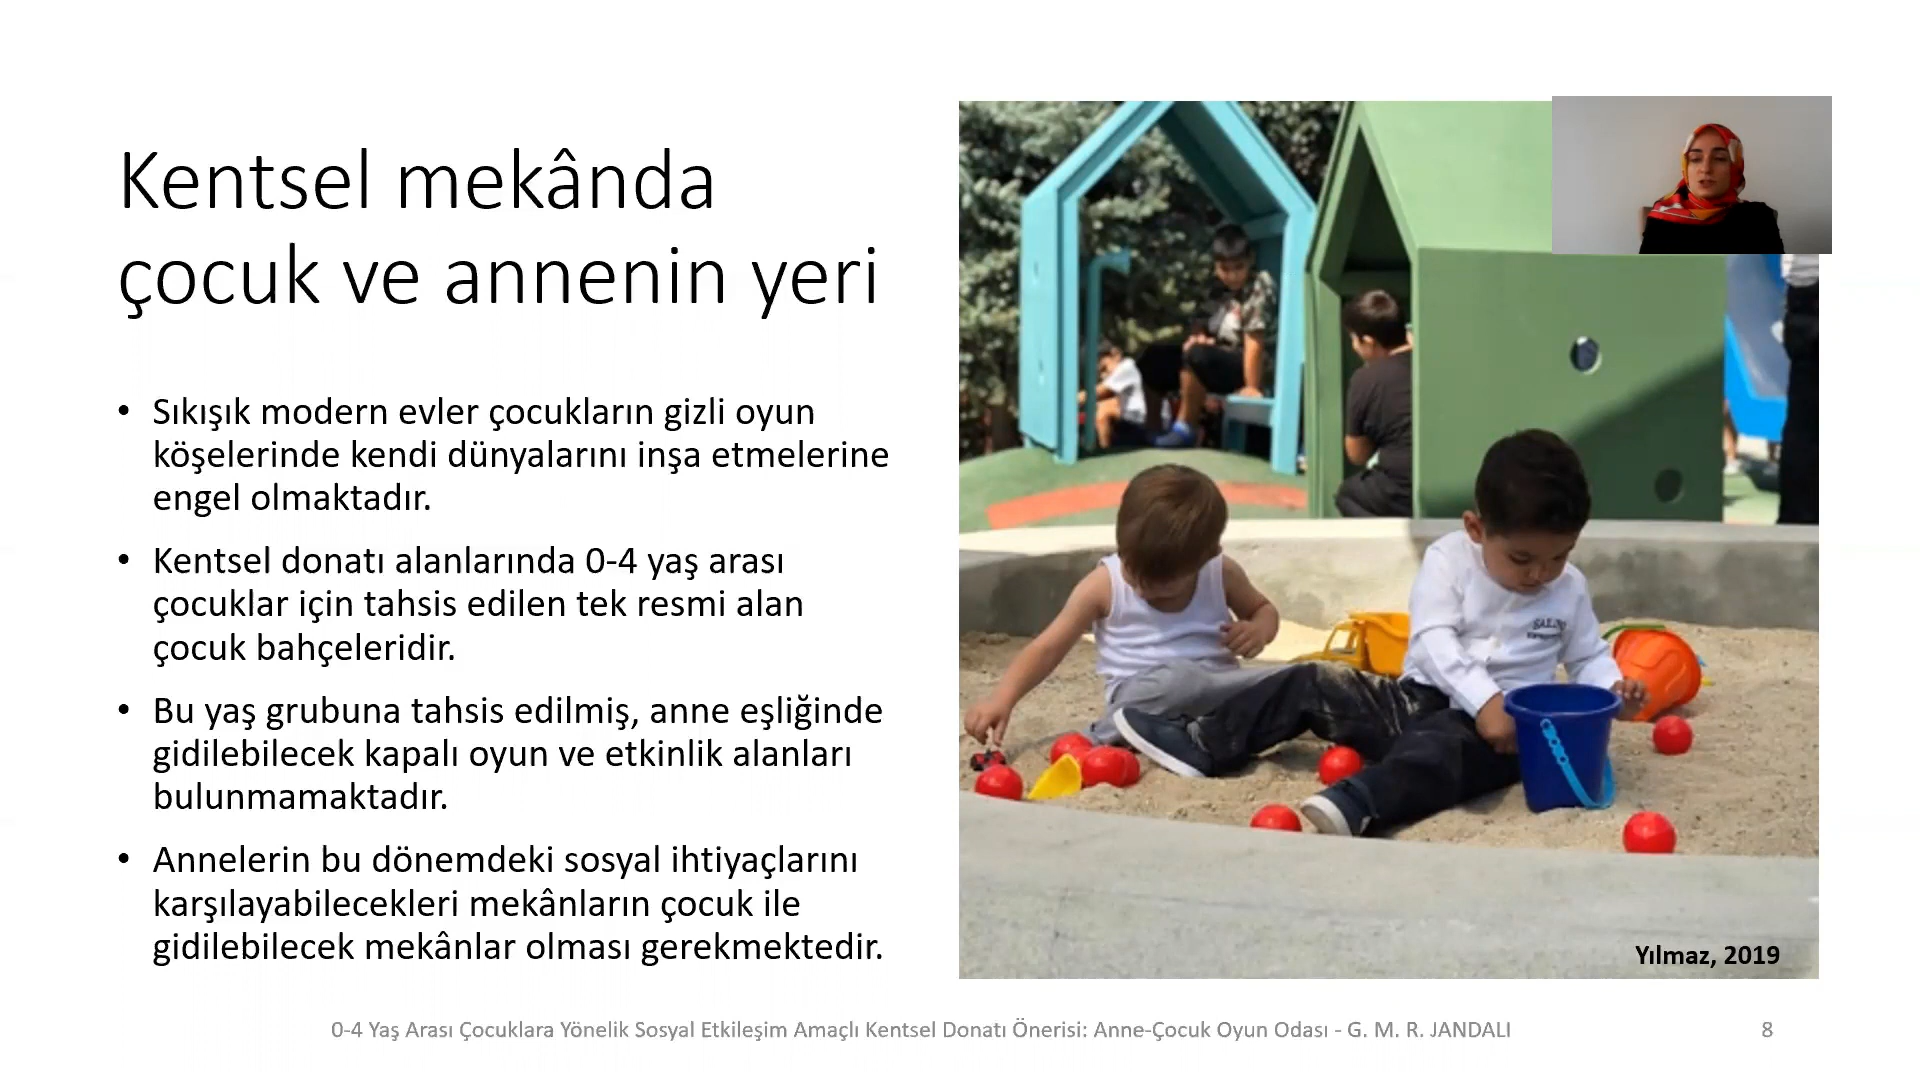 Kentsel mekânda
çocuk ve annenin yeri
• Sıkışık modern evler çocukların gizli oyun
köşelerinde kendi dünyalarını inşa etmelerine
engel olmaktadır.
• Kentsel donatı alanlarında 0-4 yaş arası
çocuklar için tahsis edilen tek resmi alan
çocuk bahçeleridir.
• Bu yaş grubuna tahsis edilmiş, anne eşliğinde
gidilebilecek kapalı oyun ve etkinlik alanları
bulunmamaktadır.
• Annelerin bu dönemdeki sosyal ihtiyaçlarını
karşılayabilecekleri mekânların çocuk ile
gidilebilecek mekânlar olması gerekmektedir.
Yılmaz, 2019
0-4 Yaş Arası Çocuklara Yönelik Sosyal Etkileşim Amaçlı Kentsel Donatı Önerisi: Anne-Çocuk Oyun Odası - G. M. R. JANDALI
8